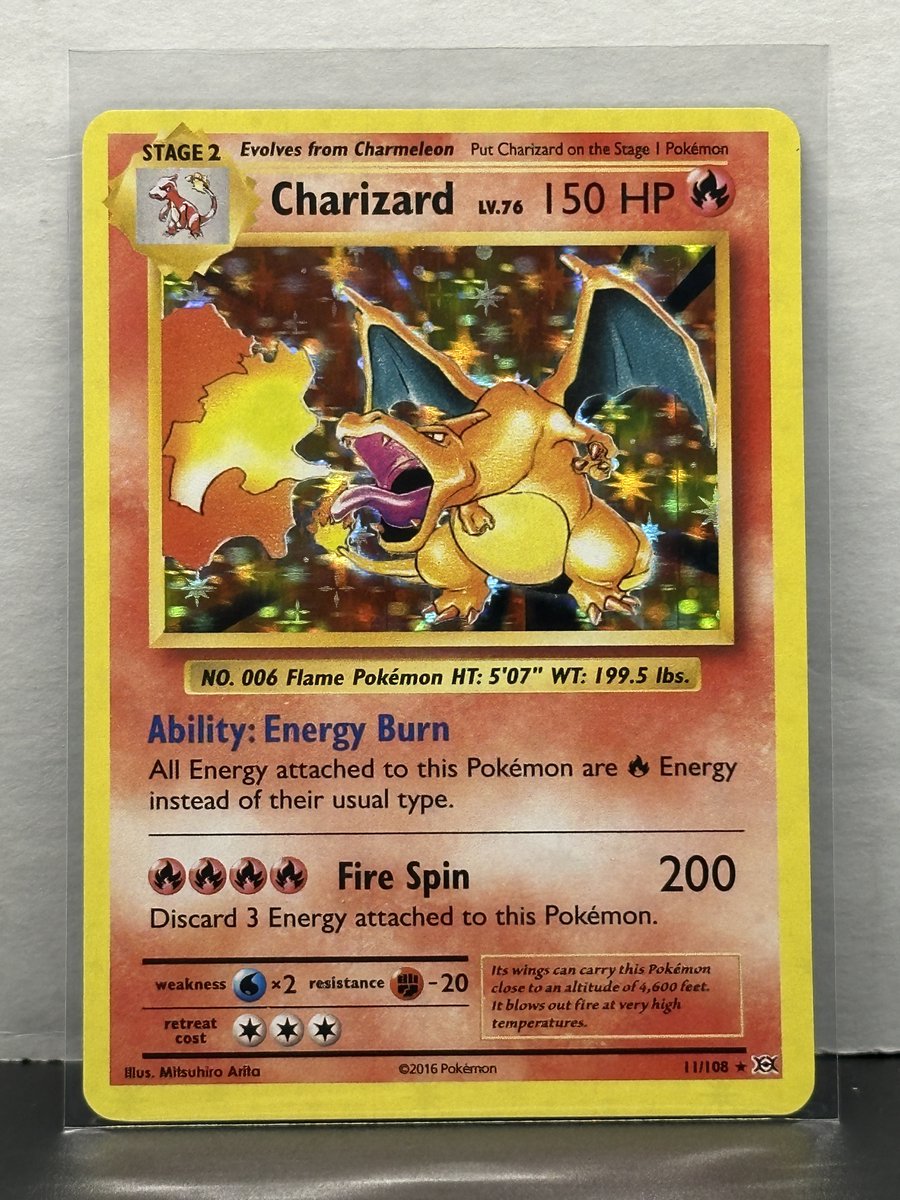 STAGE 2 Evolves from Charmeleon Put Charizard on the Stage 1 Pokémon
Charizard LV.76 150 HP
NO. 006 Flame Pokémon HT: 5'07" WT: 199.5 lbs.
Ability: Energy Burn
All Energy attached to this Pokémon are Energy
instead of their usual type.
Fire Spin 200
Discard 3 Energy attached to this Pokémon.
weakness ×2 resistance -20
retreat
cost
Its wings can carry this Pokémon
close to an altitude of 4,600 feet.
It blows out fire at very high
temperatures.
Illus. Mitsuhiro Arita ©2016 Pokémon 11/108 ★